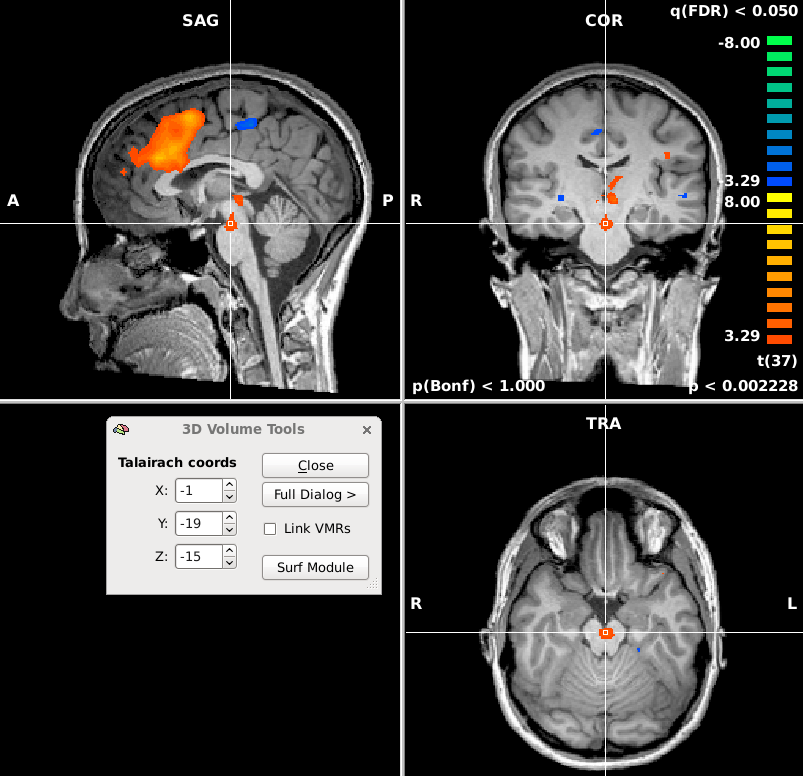 SAG
A
P
COR
q(FDR) < 0.050
-8.00
-3.29
8.00
3.29
t(37)
R
p(Bonf) < 1.000
p < 0.002228
3D Volume Tools
Talairach coords
X: -1
Y: -19
Z: -15
Close
Full Dialog >
Link VMRs
Surf Module
TRA
R
L